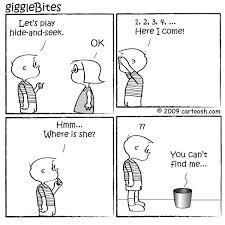 giggleBites
Let's play
hide-and-seek.
OK
1, 2, 3, 4, ...
Here I come!
© 2009 cartoosh.com
Hmm...
Where is she?
??
You can't
find me...